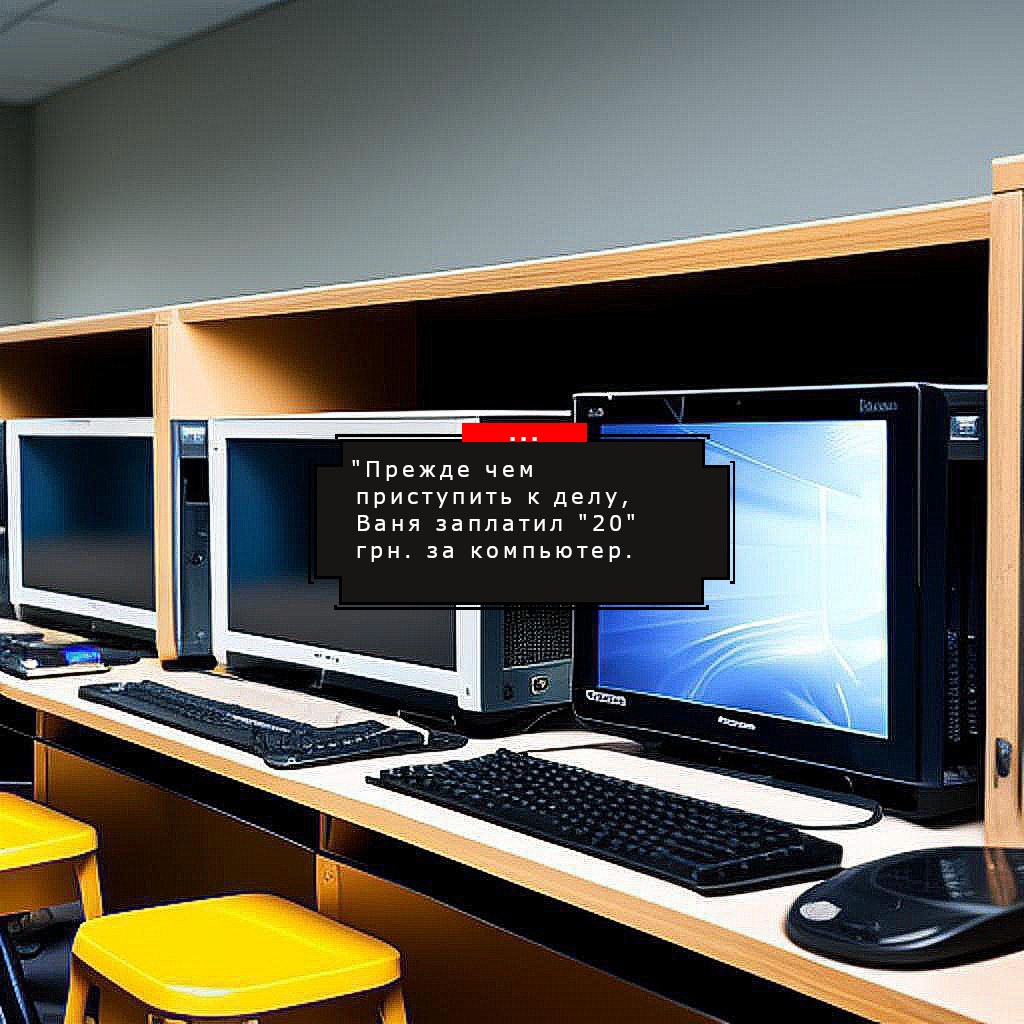 ...
"Прежде чем
приступить к делу,
Ваня заплатил "20"
грн. за компьютер.